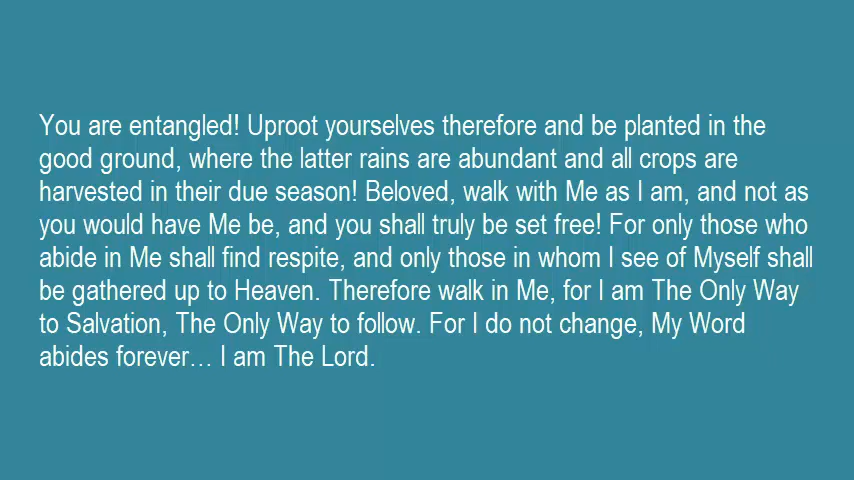 You are entangled! Uproot yourselves therefore and be planted in the
good ground, where the latter rains are abundant and all crops are
harvested in their due season! Beloved, walk with Me as I am, and not as
you would have Me be, and you shall truly be set free! For only those who
abide in Me shall find respite, and only those in whom I see of Myself shall
be gathered up to Heaven. Therefore walk in Me, for I am The Only Way
to Salvation, The Only Way to follow. For I do not change, My Word
abides forever… I am The Lord.